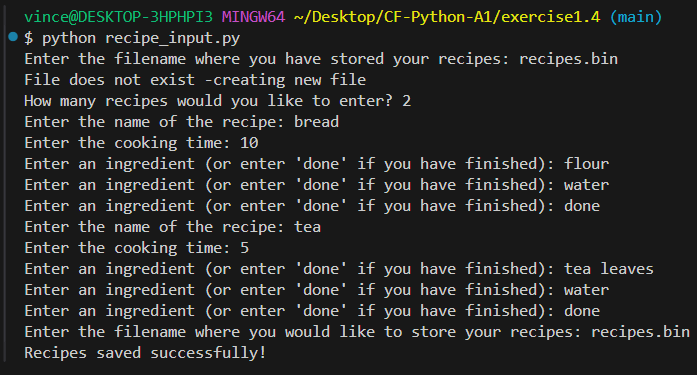 vince@DESKTOP-3HPHPI3 MINGW64 ~/Desktop/CF-Python-A1/exercise1.4 (main)
$ python recipe_input.py
Enter the filename where you have stored your recipes: recipes.bin
File does not exist -creating new file
How many recipes would you like to enter? 2
Enter the name of the recipe: bread
Enter the cooking time: 10
Enter an ingredient (or enter 'done' if you have finished): flour
Enter an ingredient (or enter 'done' if you have finished): water
Enter an ingredient (or enter 'done' if you have finished): done
Enter the name of the recipe: tea
Enter the cooking time: 5
Enter an ingredient (or enter 'done' if you have finished): tea leaves
Enter an ingredient (or enter 'done' if you have finished): water
Enter an ingredient (or enter 'done' if you have finished): done
Enter the filename where you would like to store your recipes: recipes.bin
Recipes saved successfully!